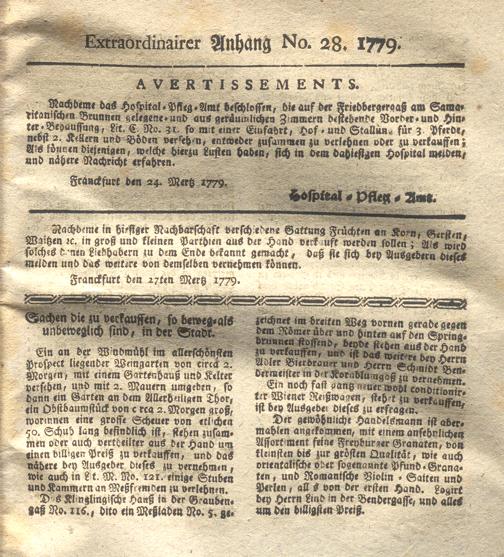 Extraordinairer Anhang No. 28. 1779.
AVERTISSEMENTS.
Nachdeme das Hospital-Pfleg-Amt beschlossen, die auf der Friedbergergaß am Sama-
ritanischen Brunnen gelegene- und aus geräumlichen Zimmern bestehende Vorder- und Hin-
ter-Behaussung, Lit. C. No. 31. so mit einer Einfahrt, Hof- und Stallung für 3. Pferde,
nebst 2. Kellern und Böden versehen, entweder zusammen zu verlehnen oder zu verkauffen;
Als können diejenigen, welche hierzu Lusten haben, sich in dem dahiesigen Hospital melden,
und nähere Nachricht erfahren.
Franckfurt den 24. Mertz 1779.
Hospital-Pfleg-Amt.
Nachdeme in hiesiger Nachbarschaft verschiedene Gattung Früchten an Korn, Gersten,
Waitzen ꝛc. in groß und kleinen Parthien aus der Hand verkauft werden sollen; Als wird
solches denen Liebhabern zu dem Ende bekannt gemacht, daß sie sich bey Ausgebern dieses
melden und das weitere von demselben vernehmen können.
Franckfurt den 27ten Mertz 1779.
Sachen die zu verkauffen, so beweg-als
unbeweglich sind, in der Stadt.
Ein an der Windmühl im allerschönsten
Prospect liegender Weingarten von circa 2.
Morgen, mit einem Gartenhauß und Kelter
versehen, und mit 2. Mauern umgeben, so
dann ein Garten an dem Allerheiligen Thor,
ein Obstbaumstück von circa 2. Morgen groß,
worinnen eine große Scheuer von etlichen
50. Schuh lang befindlich ist, stehen zusam-
men oder auch vertheilter aus der Hand um
einen billigen Preiß zu verkauffen, und das
nähere bey Ausgeber dieses zu vernehmen,
wie auch in Lit. M. No. 121. einige Stuben
und Kammern an Meßfremden zu verlehnen.
Das Klinglingische Hauß in der Grauben-
gaß No. 116., dito ein Meßladen No. 5. ge-
zeichnet im breiten Weg vornen gerade gegen
dem Römer über und hinten auf den Spring-
brunnen stossend, beyde stehen aus der Hand
zu verkauffen, und ist das weitere bey Herrn
Adler Bierbrauer und Herrn Schmidt Ben-
dermeister in der Kornblumgaß zu vernehmen.
Ein noch fast ganz neuer wohl conditionir-
ter Wiener Reißwagen, stehet zu verkauffen,
ist bey Ausgeber dieses zu erfragen.
Der gewöhnliche Handelsmann ist aber-
mahlen angekommen, mit einem ansehnlichen
Assortiment feine Freyburger Granaten, von
kleinsten bis zur größten Qualität, wie auch
orientalische oder sogenannte Pfund-Grana-
ten, und Romantische Violin-Saiten und
Perlen, alles von der ersten Hand. Logirt
bey Herrn Lind in der Bendergasse, und alles
um den billigsten Preiß.